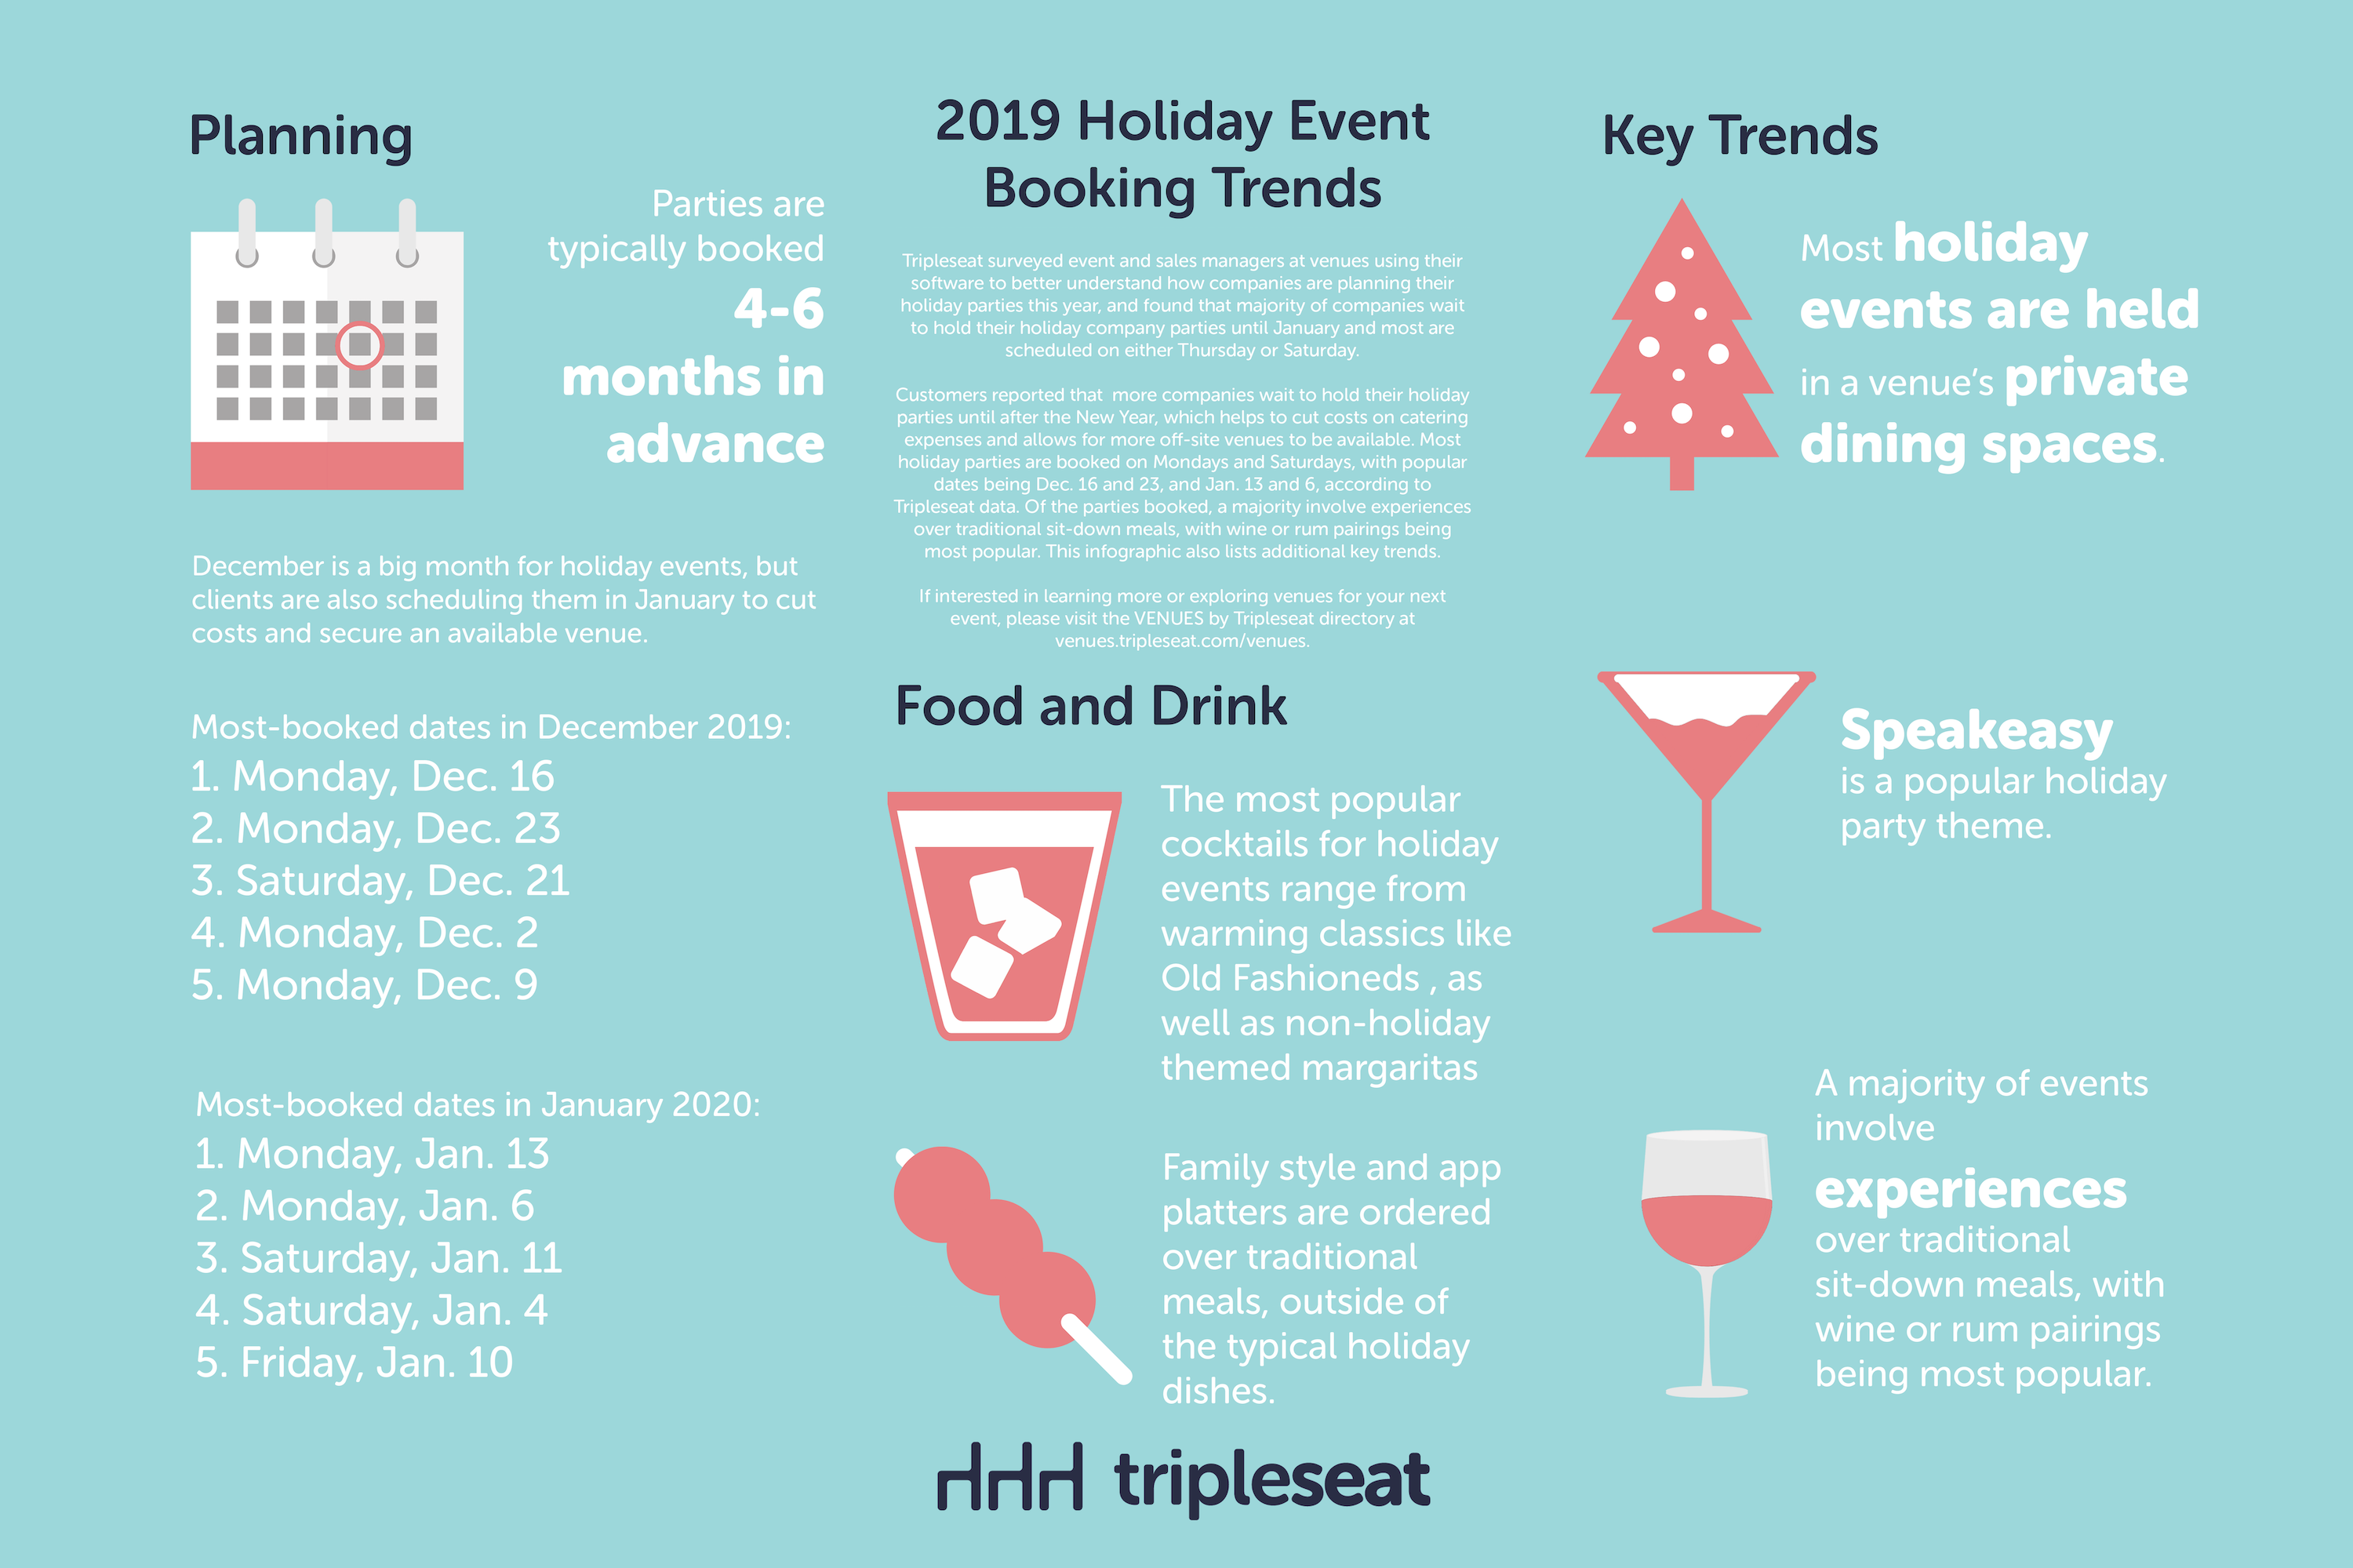 Planning
Parties are
typically booked
4-6
months in
advance
December is a big month for holiday events, but
clients are also scheduling them in January to cut
costs and secure an available venue.
Most-booked dates in December 2019:
1. Monday, Dec. 16
2. Monday, Dec. 23
3. Saturday, Dec. 21
4. Monday, Dec. 2
5. Monday, Dec. 9
Most-booked dates in January 2020:
1. Monday, Jan. 13
2. Monday, Jan. 6
3. Saturday, Jan. 11
4. Saturday, Jan. 4
5. Friday, Jan. 10
2019 Holiday Event
Booking Trends
Tripleseat surveyed event and sales managers at venues using their
software to better understand how companies are planning their
holiday parties this year, and found that majority of companies wait
to hold their holiday company parties until January and most are
scheduled on either Thursday or Saturday.
Customers reported that  more companies wait to hold their holiday
parties until after the New Year, which helps to cut costs on catering
expenses and allows for more off-site venues to be available. Most
holiday parties are booked on Mondays and Saturdays, with popular
dates being Dec. 16 and 23, and Jan. 13 and 6, according to
Tripleseat data. Of the parties booked, a majority involve experiences
over traditional sit-down meals, with wine or rum pairings being
most popular. This infographic also lists additional key trends.
If interested in learning more or exploring venues for your next
event, please visit the VENUES by Tripleseat directory at
venues.tripleseat.com/venues.
Food and Drink
The most popular
cocktails for holiday
events range from
warming classics like
Old Fashioneds , as
well as non-holiday
themed margaritas
Family style and app
platters are ordered
over traditional
meals, outside of
the typical holiday
dishes.
tripleseat
Key Trends
Most holiday
events are held
in a venue's private
dining spaces.
Speakeasy
is a popular holiday
party theme.
A majority of events
involve
experiences
over traditional
sit-down meals, with
wine or rum pairings
being most popular.